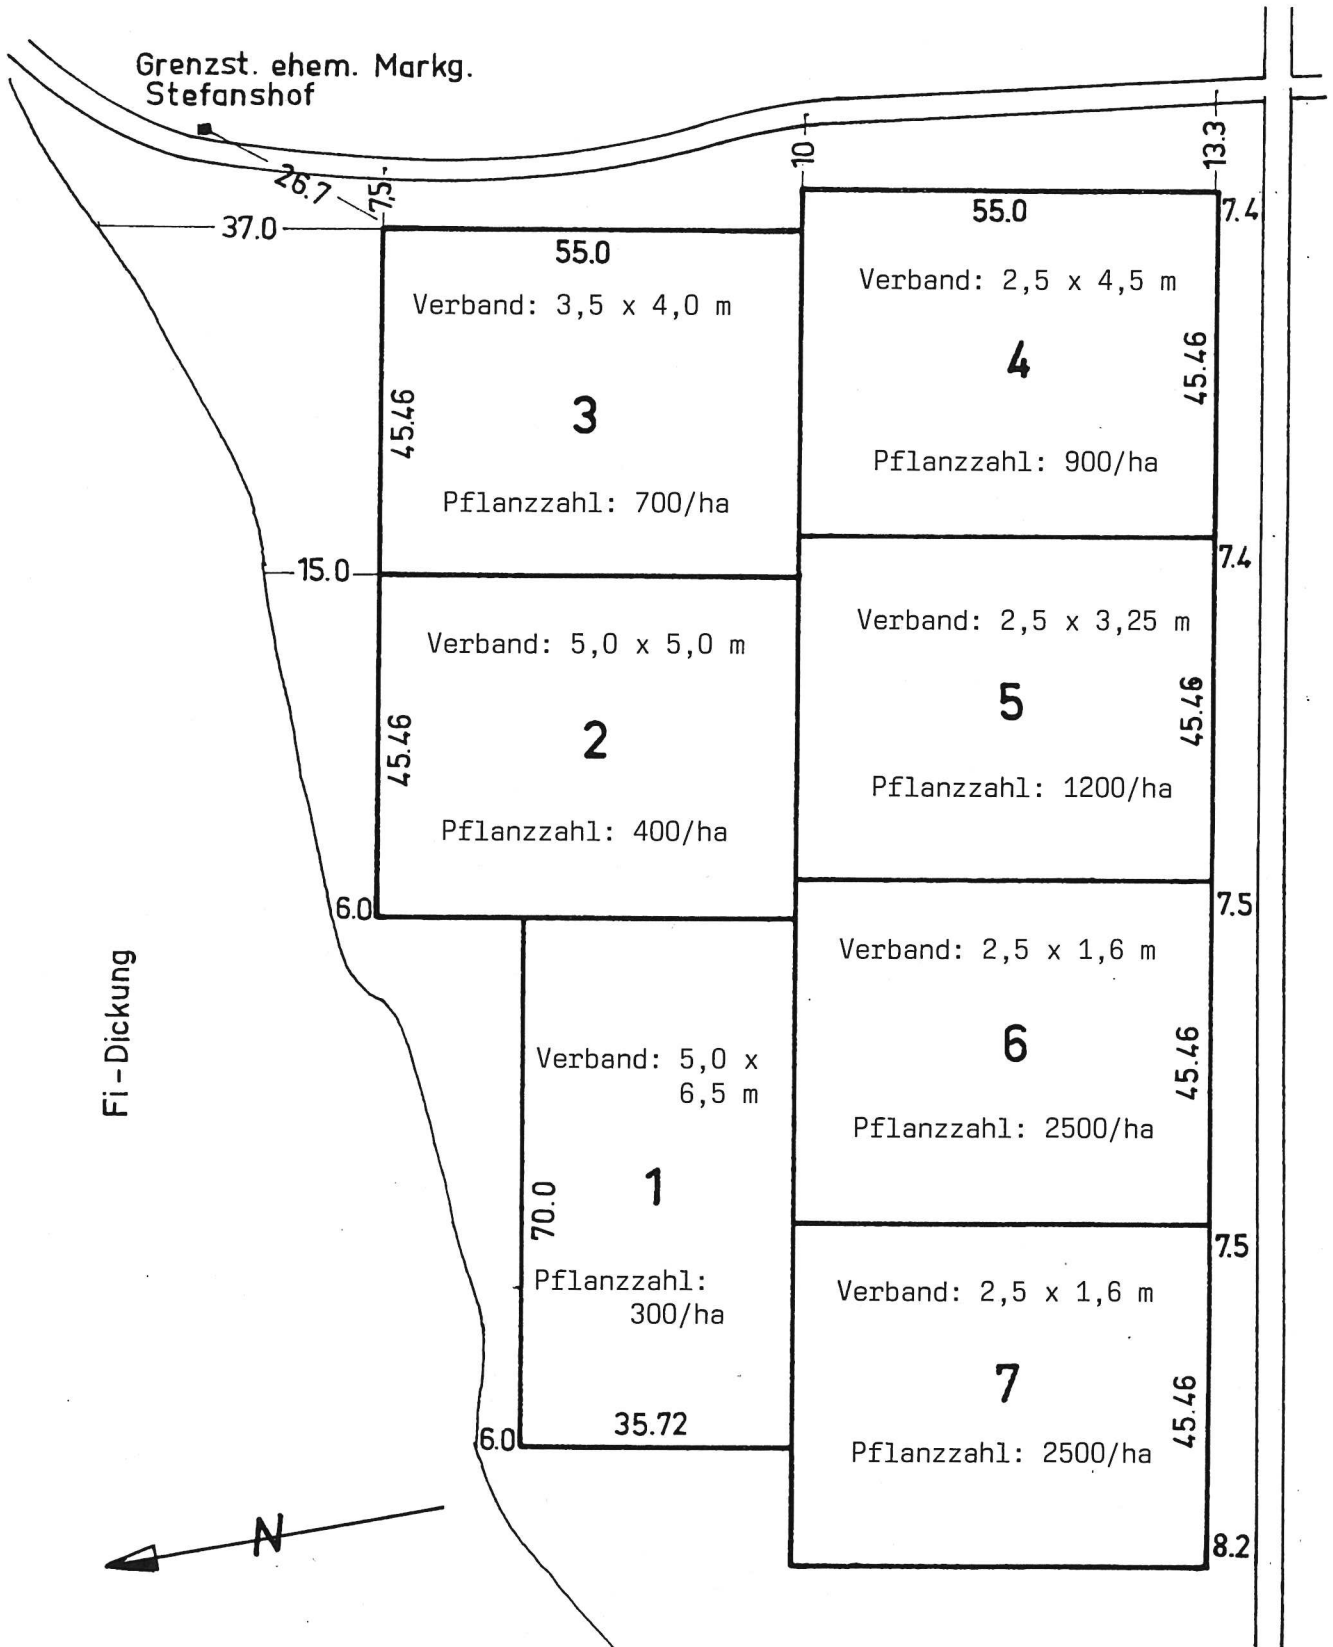 Grenzst. ehem. Markg.
Stefanshof
26.7
7,5
10
13.3
37.0
55.0
Verband: 3,5 x 4,0 m
45.46
3
Pflanzzahl: 700/ha
55.0
7.4
Verband: 2,5 x 4,5 m
45.46
4
Pflanzzahl: 900/ha
15.0
Verband: 5,0 x 5,0 m
45.46
2
Pflanzzahl: 400/ha
6.0
7.4
Verband: 2,5 x 3,25 m
5
45.46
Pflanzzahl: 1200/ha
7.5
Verband: 2,5 x 1,6 m
6
45.46
Pflanzzahl: 2500/ha
Fi-Dickung
Verband: 5,0 x
6,5 m
1
70.0
Pflanzzahl:
300/ha
35.72
6.0
7.5
Verband: 2,5 x 1,6 m
7
45.46
Pflanzzahl: 2500/ha
8.2
N